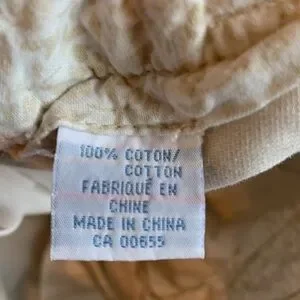 100% COTON/
COTTON
FABRIQUÉ EN
CHINE
MADE IN CHINA
CA 00655